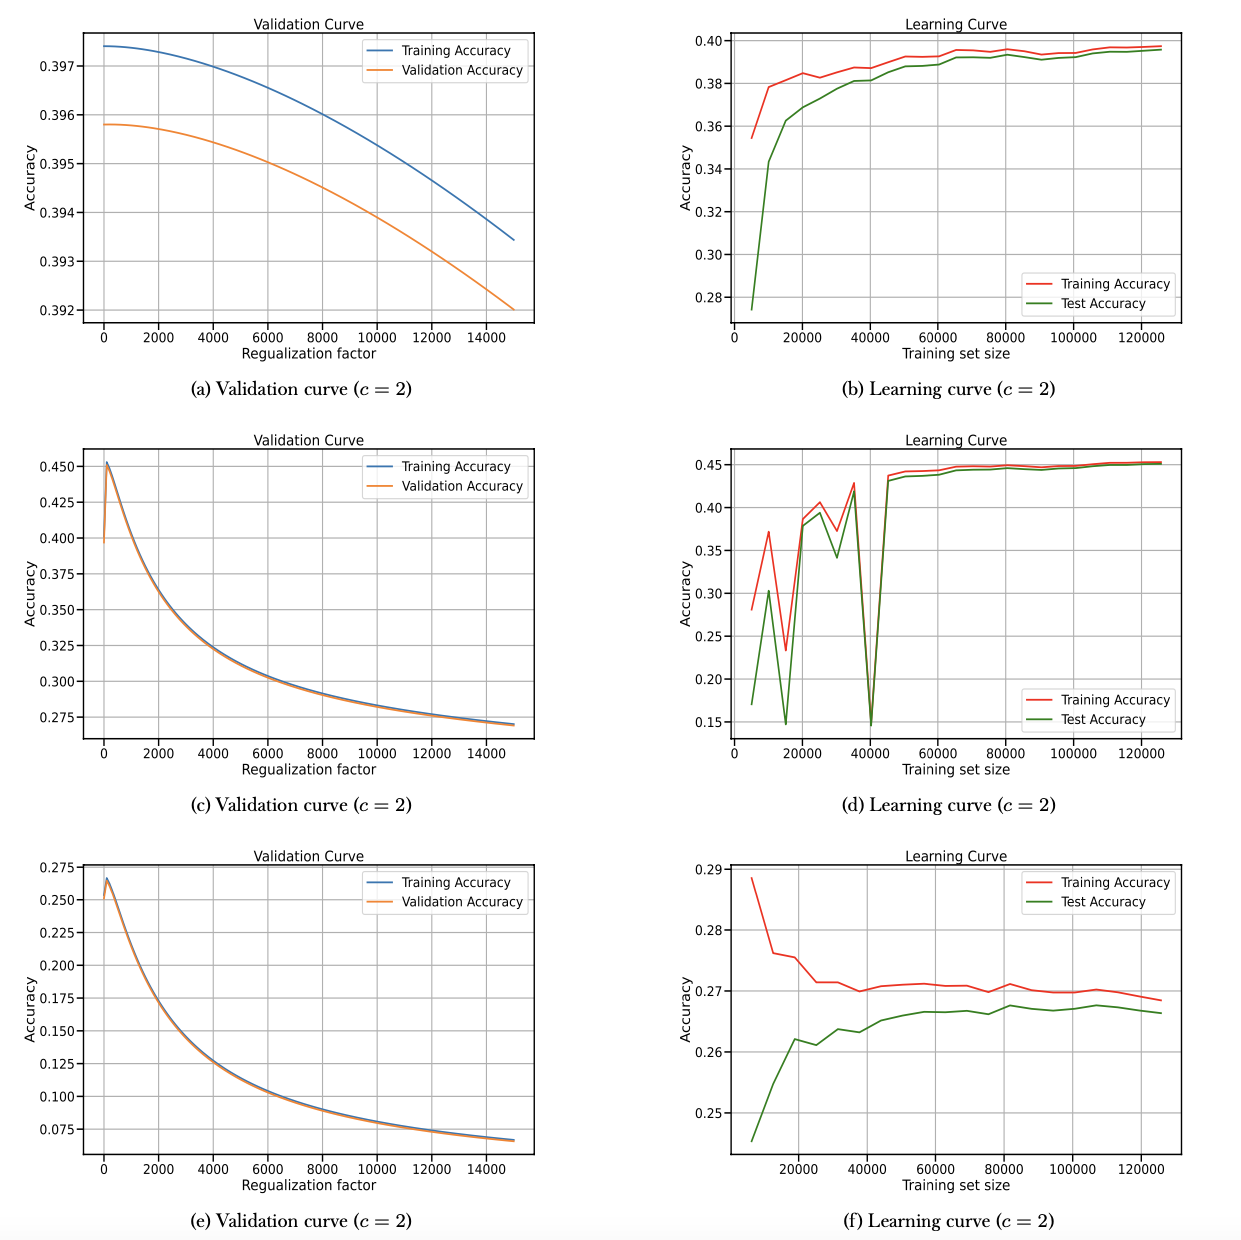 Validation Curve
Training Accuracy
Validation Accuracy
0.397
0.396
0.395
0.394
0.393
0.392
Accuracy
0 2000 4000 6000 8000 10000 12000 14000
Regualization factor
(a) Validation curve (c = 2)
Learning Curve
0.40
0.38
0.36
0.34
0.32
0.30
0.28
Accuracy
Training Accuracy
Test Accuracy
0 20000 40000 60000 80000 100000 120000
Training set size
(b) Learning curve (c = 2)
Validation Curve
Training Accuracy
Validation Accuracy
0.450
0.425
0.400
0.375
0.350
0.325
0.300
0.275
Accuracy
0 2000 4000 6000 8000 10000 12000 14000
Regualization factor
(c) Validation curve (c = 2)
Learning Curve
0.45
0.40
0.35
0.30
0.25
0.20
0.15
Accuracy
Training Accuracy
Test Accuracy
0 20000 40000 60000 80000 100000 120000
Training set size
(d) Learning curve (c = 2)
Validation Curve
Training Accuracy
Validation Accuracy
0.275
0.250
0.225
0.200
0.175
0.150
0.125
0.100
0.075
Accuracy
0 2000 4000 6000 8000 10000 12000 14000
Regualization factor
(e) Validation curve (c = 2)
Learning Curve
Training Accuracy
Test Accuracy
0.29
0.28
0.27
0.26
0.25
Accuracy
20000 40000 60000 80000 100000 120000
Training set size
(f) Learning curve (c = 2)